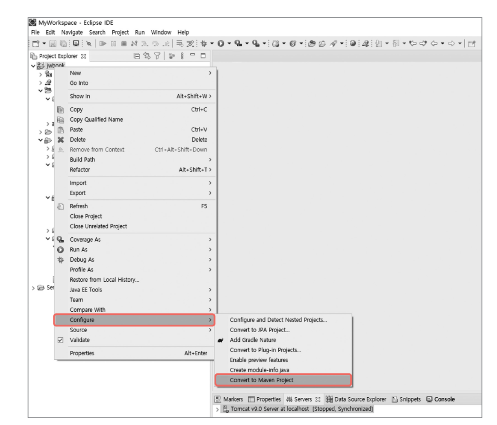 MyWorkspace - Eclipse IDE
File Edit Navigate Search Project Run Window Help
Project Explorer
New
Go Into
Show In Alt+Shift+W >
Copy Ctrl+C
Copy Qualified Name
Paste Ctrl+V
Delete Delete
Remove from Context Ctrl+Alt+Shift+Down
Build Path
Refactor Alt+Shift+T >
Import
Export
Refresh F5
Close Project
Close Unrelated Project
Coverage As
Run As
Debug As
Profile As
Restore from Local History...
Java EE Tools
Team
Compare With
Configure
Source
Validate
Properties Alt+Enter
Configure and Detect Nested Projects...
Convert to JPA Project...
Add Gradle Nature
Convert to Plug-in Projects...
Enable preview features
Create module-info.java
Convert to Maven Project
Markers Properties Servers Data Source Explorer Snippets Console
Tomcat v9.0 Server at localhost [Stopped, Synchronized]